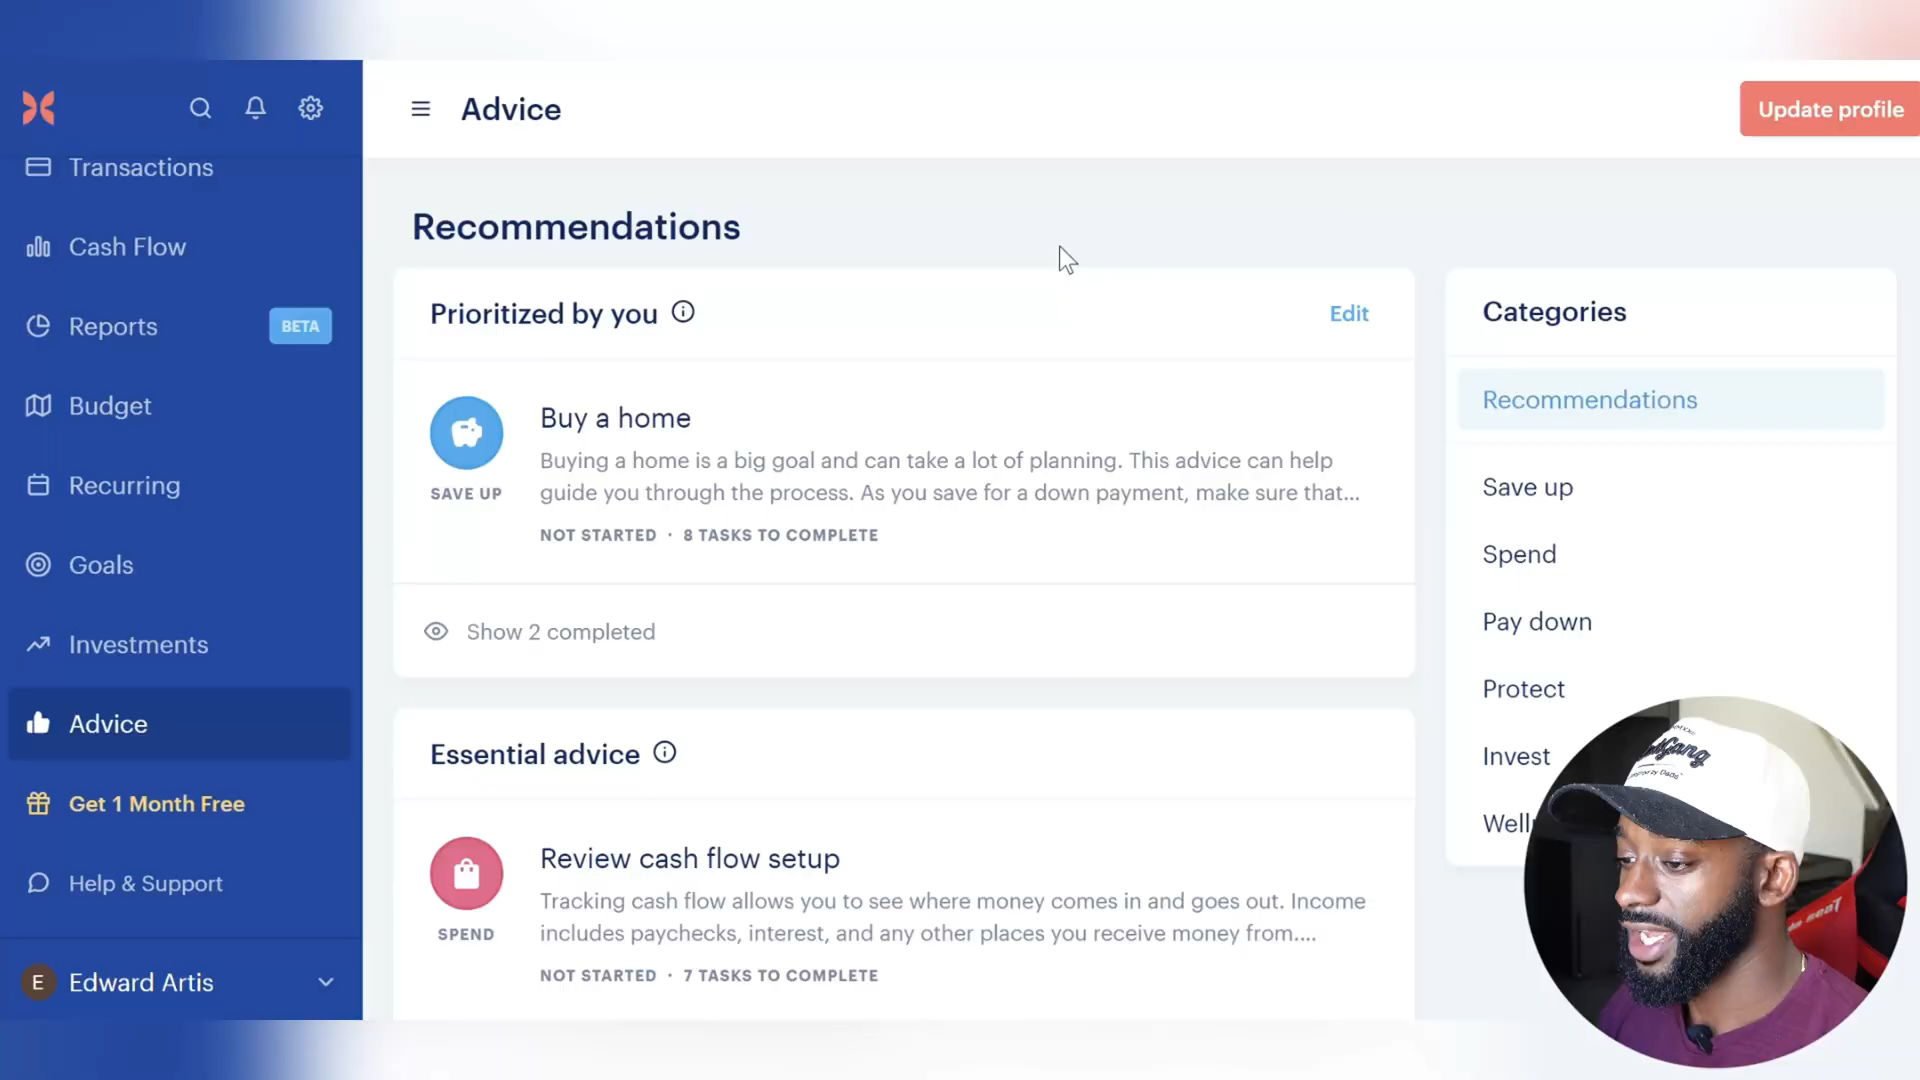 Transactions
Cash Flow
Reports
BETA
Budget
Recurring
Goals
Investments
Advice
Get 1 Month Free
Help & Support
E
Edward Artis
Advice
Update profile
Recommendations
Prioritized by you
Edit
SAVE UP
Buy a home
Buying a home is a big goal and can take a lot of planning. This advice can help
guide you through the process. As you save for a down payment, make sure that...
NOT STARTED · 8 TASKS TO COMPLETE
Show 2 completed
Essential advice
SPEND
Review cash flow setup
Tracking cash flow allows you to see where money comes in and goes out. Income
includes paychecks, interest, and any other places you receive money from....
NOT STARTED · 7 TASKS TO COMPLETE
Categories
Recommendations
Save up
Spend
Pay down
Protect
Invest